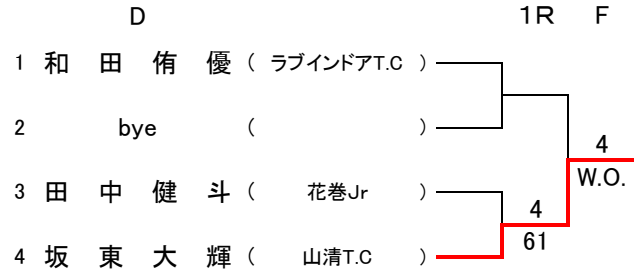 D 1R F
1 和 田 侑 優 ( ラブインドアT.C )
2 bye ( )
4
W.O.
3 田 中 健 斗 ( 花巻Jr )
4
61
4 坂 東 大 輝 ( 山清T.C )